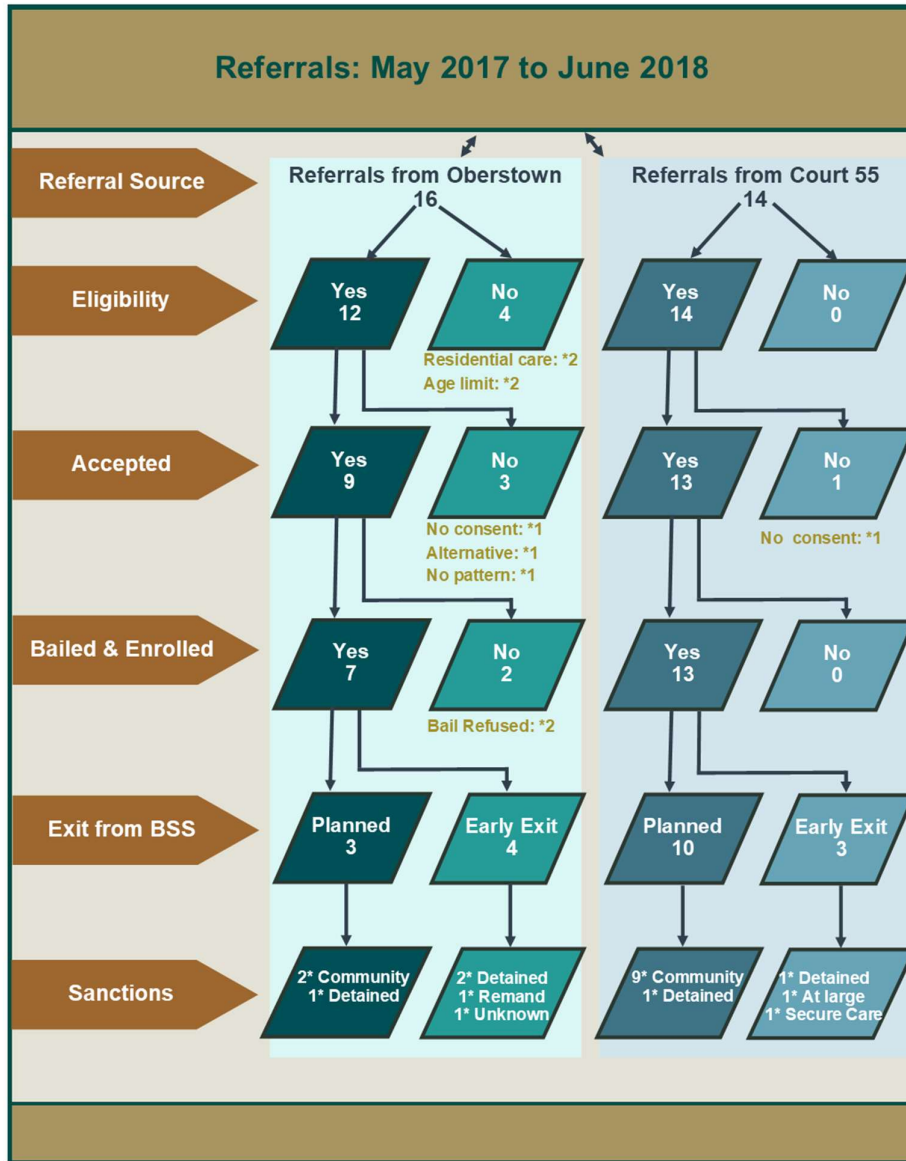 Referrals: May 2017 to June 2018
Referral Source
Referrals from Oberstown
16
Referrals from Court 55
14
Eligibility
Yes
12
No
4
Yes
14
No
0
Residential care: *2
Age limit: *2
Accepted
Yes
9
No
3
Yes
13
No
1
No consent: *1
Alternative: *1
No pattern: *1
No consent: *1
Bailed & Enrolled
Yes
7
No
2
Yes
13
No
0
Bail Refused: *2
Exit from BSS
Planned
3
Early Exit
4
Planned
10
Early Exit
3
Sanctions
2* Community
1* Detained
2* Detained
1* Remand
1* Unknown
9* Community
1* Detained
1* Detained
1* At large
1* Secure Care